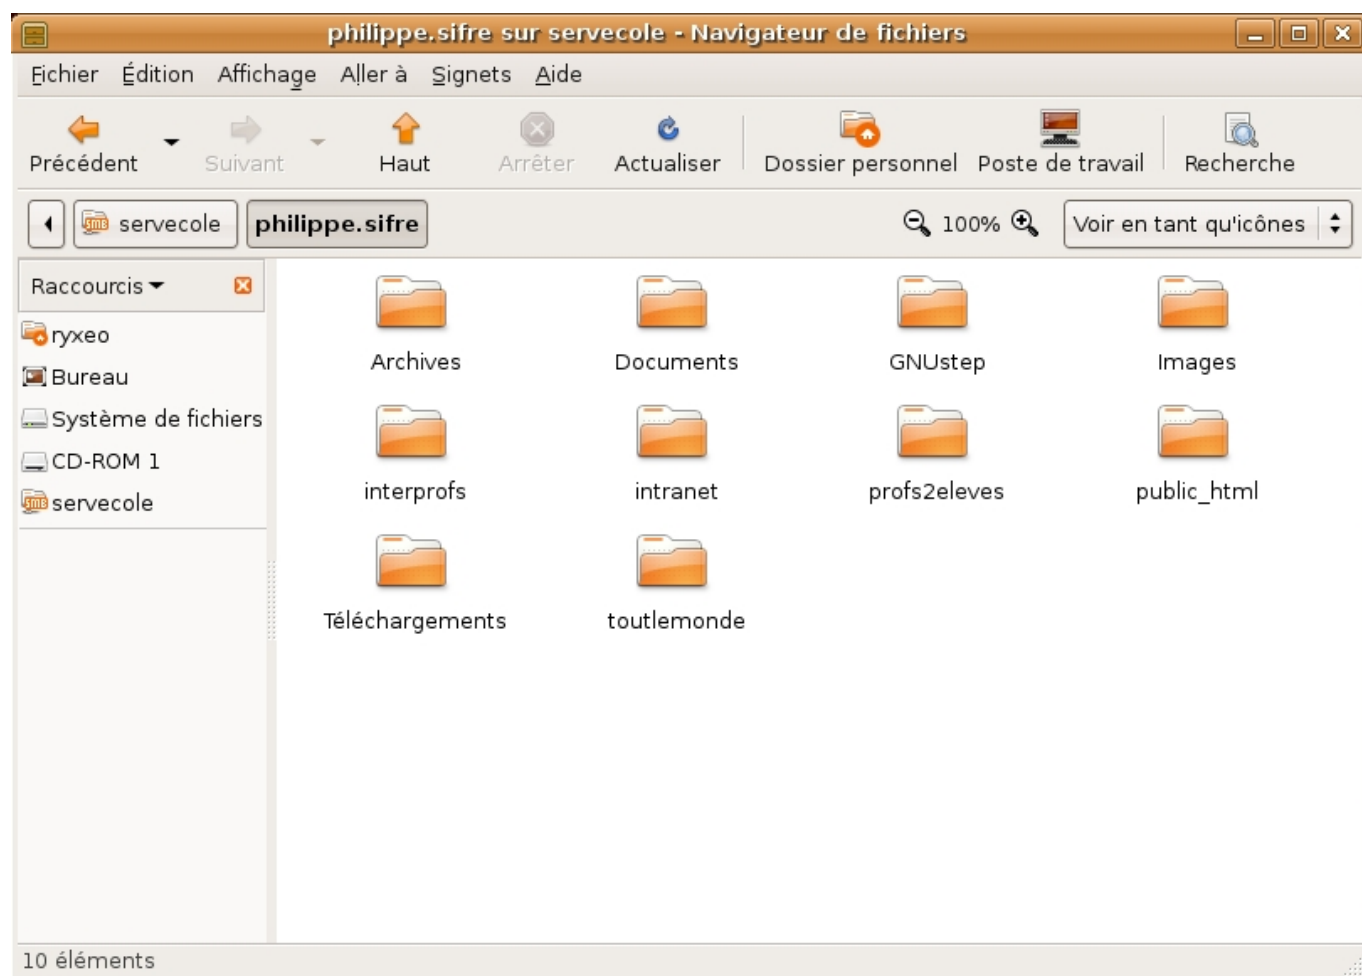 philippe.sifre sur servecole - Navigateur de fichiers
Fichier Édition Affichage Aller à Signets Aide
Précédent Suivant Haut Arrêter Actualiser Dossier personnel Poste de travail Recherche
smb servecole philippe.sifre 100% Voir en tant qu'icônes
Raccourcis
ryxeo
Bureau
Système de fichiers
CD-ROM 1
smb servecole
Archives Documents GNUstep Images
interprofs intranet profs2eleves public_html
Téléchargements toutlemonde
10 éléments